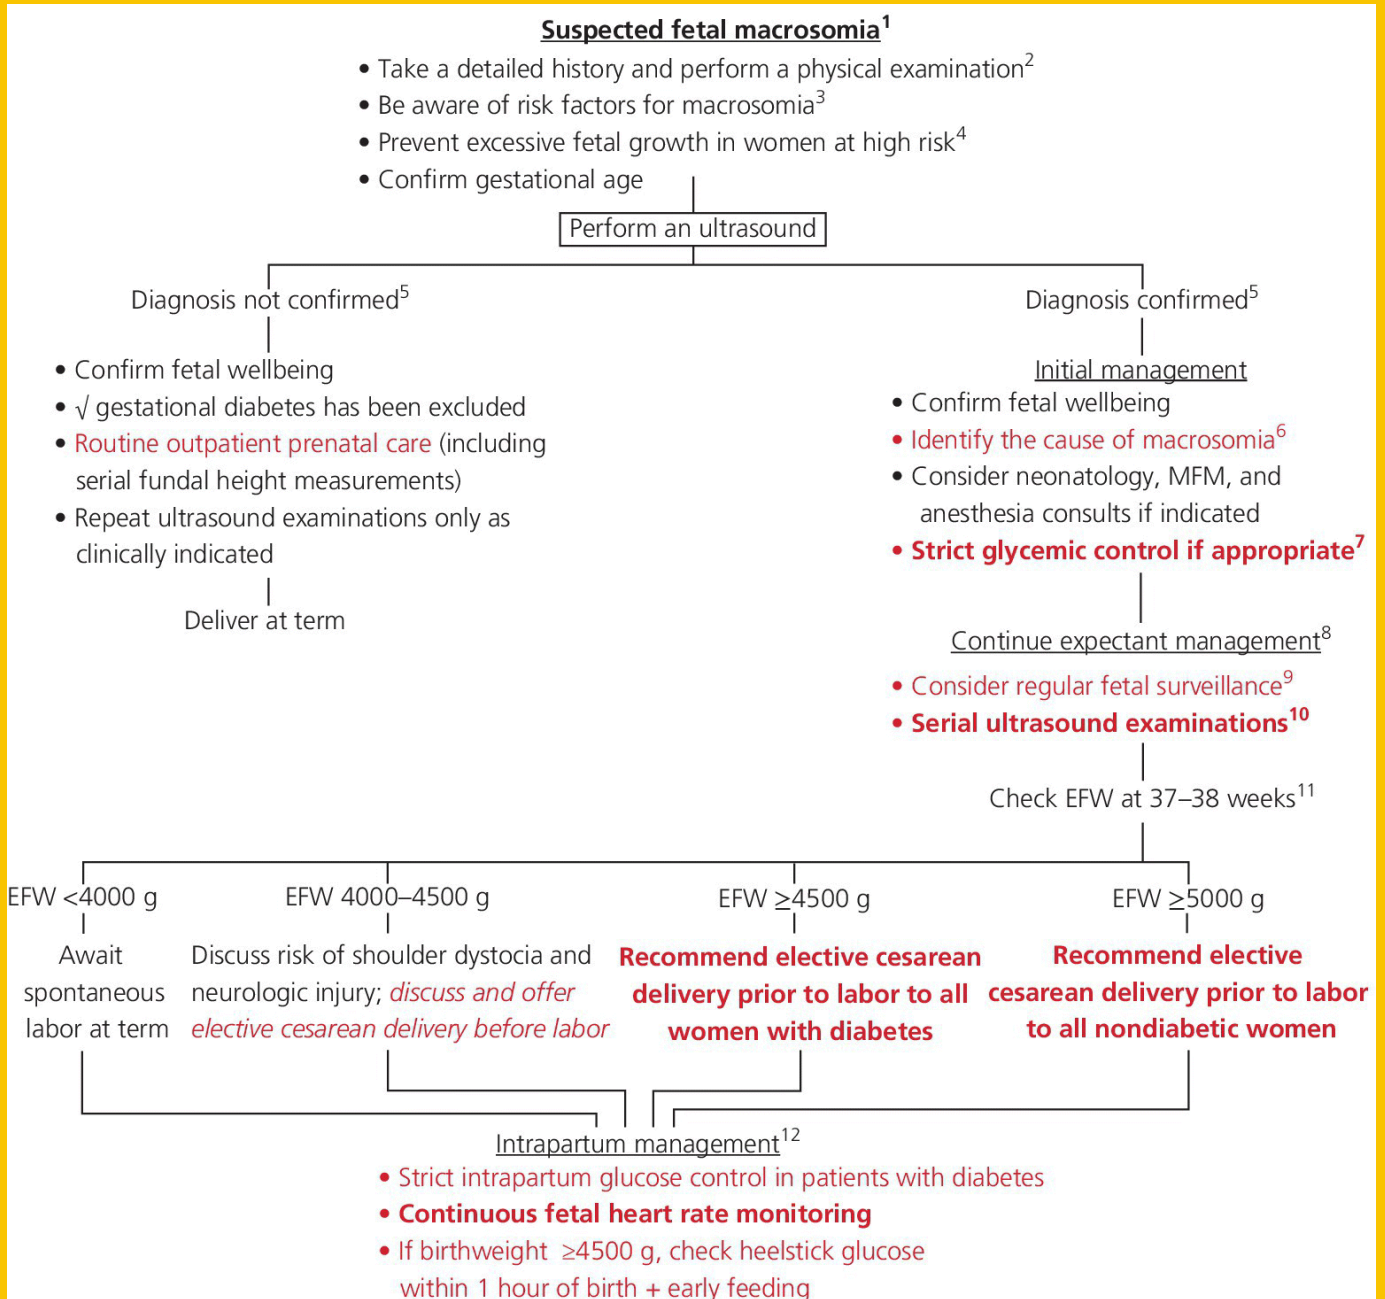 Suspected fetal macrosomia1
• Take a detailed history and perform a physical examination2
• Be aware of risk factors for macrosomia3
• Prevent excessive fetal growth in women at high risk4
• Confirm gestational age
Perform an ultrasound
Diagnosis not confirmed5
• Confirm fetal wellbeing
• √ gestational diabetes has been excluded
• Routine outpatient prenatal care (including
serial fundal height measurements)
• Repeat ultrasound examinations only as
clinically indicated
Deliver at term
Diagnosis confirmed5
Initial management
• Confirm fetal wellbeing
• Identify the cause of macrosomia6
• Consider neonatology, MFM, and
anesthesia consults if indicated
• Strict glycemic control if appropriate7
Continue expectant management8
• Consider regular fetal surveillance9
• Serial ultrasound examinations10
Check EFW at 37–38 weeks11
EFW <4000 g
Await
spontaneous
labor at term
EFW 4000–4500 g
Discuss risk of shoulder dystocia and
neurologic injury; discuss and offer
elective cesarean delivery before labor
EFW ≥4500 g
Recommend elective cesarean
delivery prior to labor to all
women with diabetes
EFW ≥5000 g
Recommend elective
cesarean delivery prior to labor
to all nondiabetic women
Intrapartum management12
• Strict intrapartum glucose control in patients with diabetes
• Continuous fetal heart rate monitoring
• If birthweight ≥4500 g, check heelstick glucose
within 1 hour of birth + early feeding